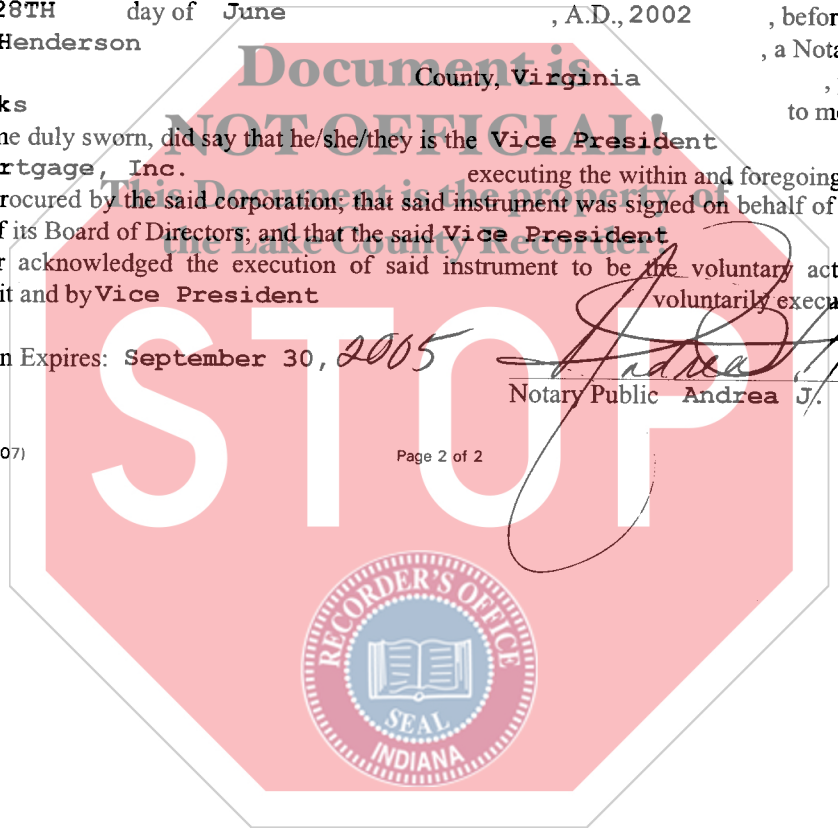 28TH day of June , A.D., 2002 , befor
Henderson , a Nota
County, Virginia ,
ks to me
ne duly sworn, did say that he/she/they is the Vice President
rtgage, Inc. executing the within and foregoing
rocured by the said corporation; that said instrument was signed on behalf of
f its Board of Directors; and that the said Vice President
r acknowledged the execution of said instrument to be the voluntary act
it and by Vice President voluntarily execu
n Expires: September 30, 2005
Andrea J.
Notary Public Andrea J.
07)
Page 2 of 2
Document is
NOT OFFICIAL!
This Document is the property of
the Lake County Recorder
STOP
RECORDER'S OFFICE
SEAL
INDIANA